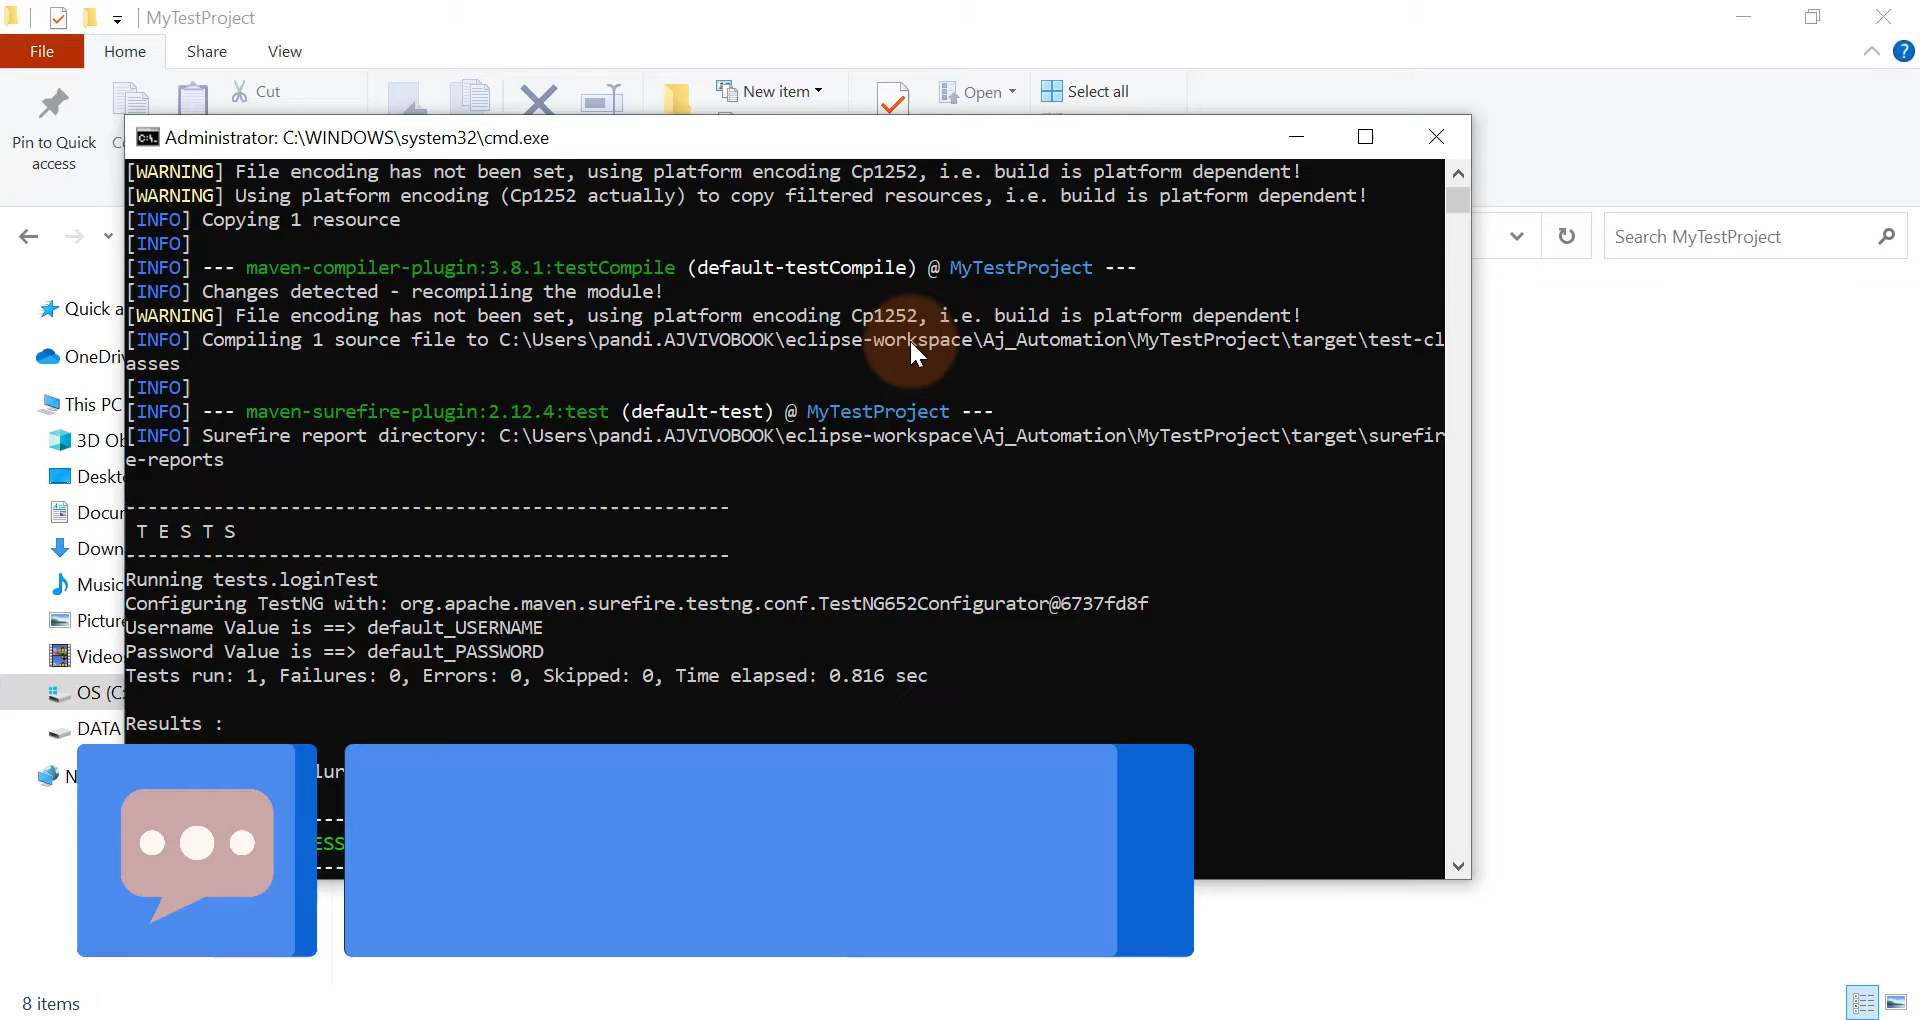 MyTestProject
File Home Share View
Cut New item Open Select all
Pin to Quick
access
Administrator: C:\WINDOWS\system32\cmd.exe
[WARNING] File encoding has not been set, using platform encoding Cp1252, i.e. build is platform dependent!
[WARNING] Using platform encoding (Cp1252 actually) to copy filtered resources, i.e. build is platform dependent!
[INFO] Copying 1 resource
[INFO]
[INFO] --- maven-compiler-plugin:3.8.1:testCompile (default-testCompile) @ MyTestProject ---
[INFO] Changes detected - recompiling the module!
[WARNING] File encoding has not been set, using platform encoding Cp1252, i.e. build is platform dependent!
[INFO] Compiling 1 source file to C:\Users\pandi.AJVIVOBOOK\eclipse-workspace\Aj_Automation\MyTestProject\target\test-cl
asses
[INFO]
[INFO] --- maven-surefire-plugin:2.12.4:test (default-test) @ MyTestProject ---
[INFO] Surefire report directory: C:\Users\pandi.AJVIVOBOOK\eclipse-workspace\Aj_Automation\MyTestProject\target\surefir
e-reports
-------------------------------------------------------
T E S T S
-------------------------------------------------------
Running tests.loginTest
Configuring TestNG with: org.apache.maven.surefire.testng.conf.TestNG652Configurator@6737fd8f
Username Value is ==> default_USERNAME
Password Value is ==> default_PASSWORD
Tests run: 1, Failures: 0, Errors: 0, Skipped: 0, Time elapsed: 0.816 sec
Results :
lur
ESS
Search MyTestProject
Quick a
OneDriv
This PC
3D Ob
Deskto
Docum
Down
Music
Picture
Video
OS (C:
DATA
N
8 items